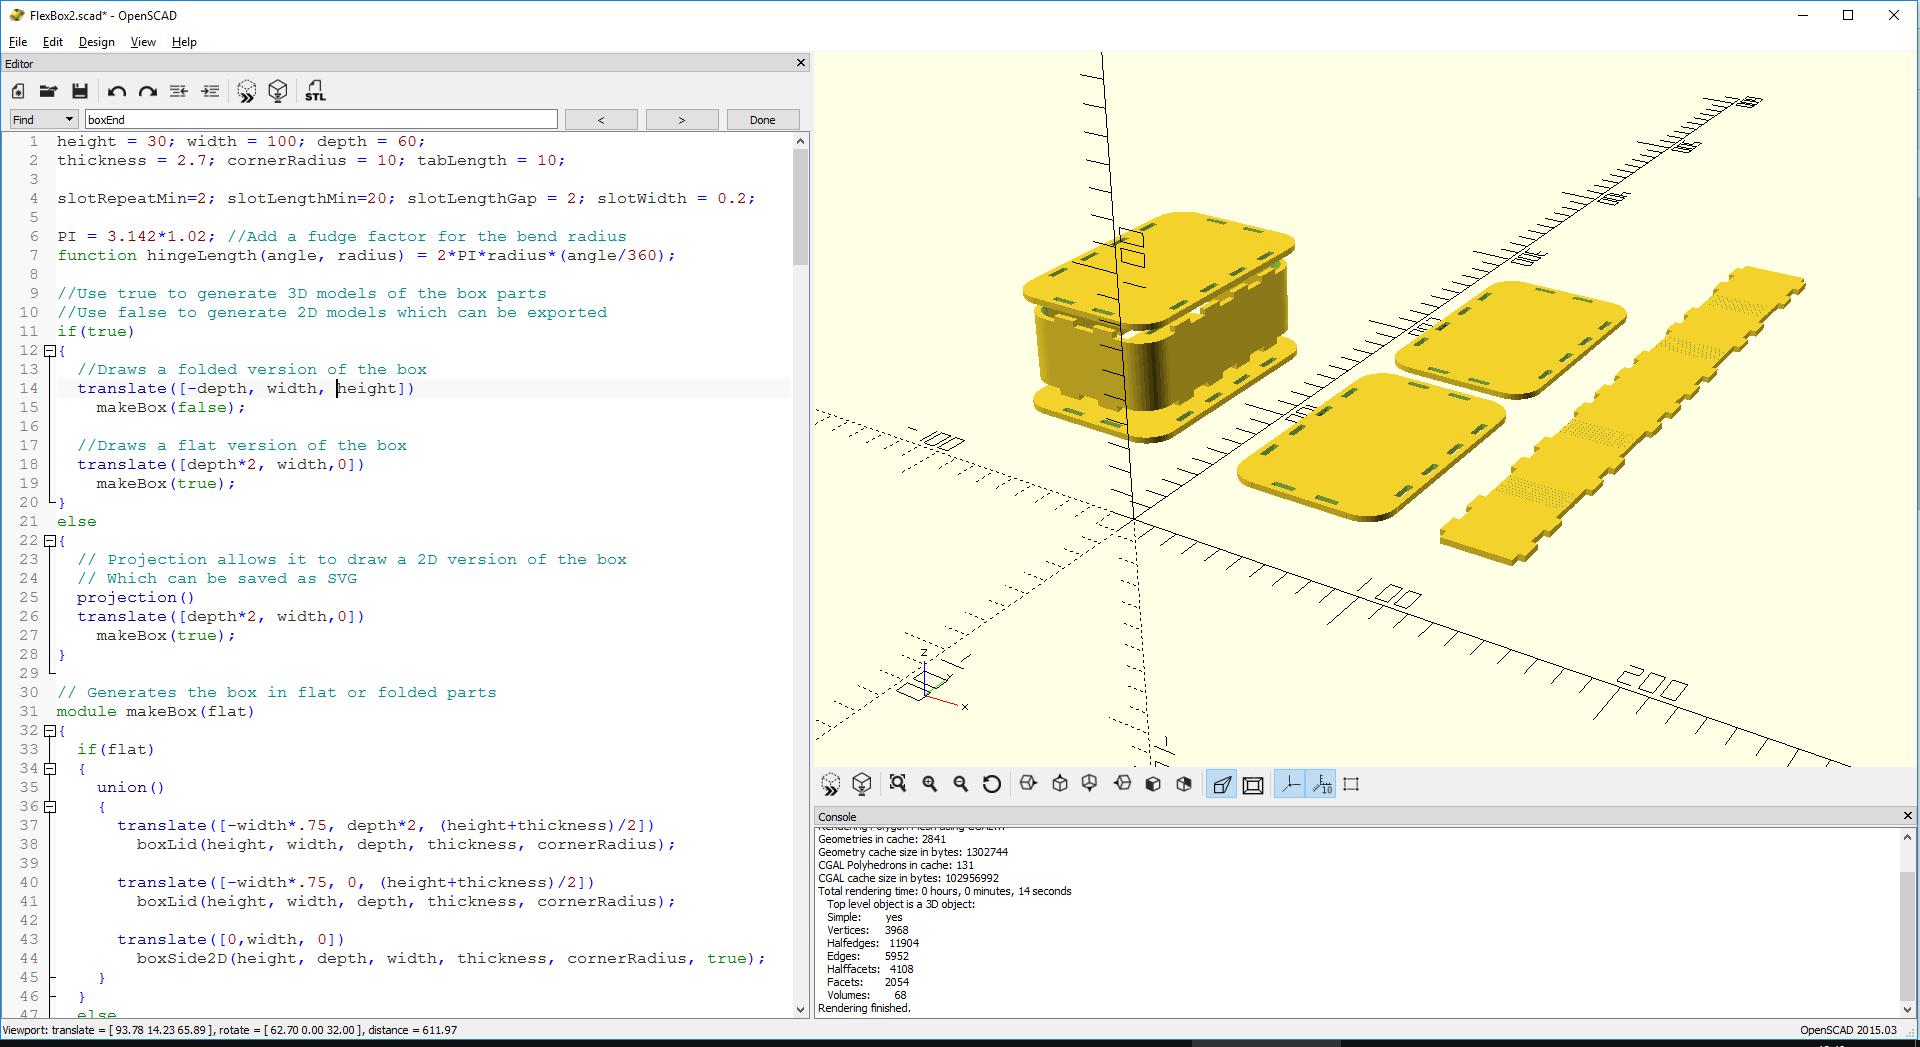 FlexBox2.scad* - OpenSCAD
File Edit Design View Help
Editor
STL
Find boxEnd < > Done
1 height = 30; width = 100; depth = 60;
2 thickness = 2.7; cornerRadius = 10; tabLength = 10;
3
4 slotRepeatMin=2; slotLengthMin=20; slotLengthGap = 2; slotWidth = 0.2;
5
6 PI = 3.142*1.02; //Add a fudge factor for the bend radius
7 function hingeLength(angle, radius) = 2*PI*radius*(angle/360);
8
9 //Use true to generate 3D models of the box parts
10 //Use false to generate 2D models which can be exported
11 if(true)
12 {
13 //Draws a folded version of the box
14 translate([-depth, width, height])
15 makeBox(false);
16
17 //Draws a flat version of the box
18 translate([depth*2, width,0])
19 makeBox(true);
20 }
21 else
22 {
23 // Projection allows it to draw a 2D version of the box
24 // Which can be saved as SVG
25 projection()
26 translate([depth*2, width,0])
27 makeBox(true);
28 }
29
30 // Generates the box in flat or folded parts
31 module makeBox(flat)
32 {
33 if(flat)
34 {
35 union()
36 {
37 translate([-width*.75, depth*2, (height+thickness)/2])
38 boxLid(height, width, depth, thickness, cornerRadius);
39
40 translate([-width*.75, 0, (height+thickness)/2])
41 boxLid(height, width, depth, thickness, cornerRadius);
42
43 translate([0,width, 0])
44 boxSide2D(height, depth, width, thickness, cornerRadius, true);
45 }
46 }
47 else
100
100
200
z
x
10
Console
Rendering Polygon Mesh using CGAL...
Geometries in cache: 2841
Geometry cache size in bytes: 1302744
CGAL Polyhedrons in cache: 131
CGAL cache size in bytes: 102956992
Total rendering time: 0 hours, 0 minutes, 14 seconds
Top level object is a 3D object:
Simple: yes
Vertices: 3968
Halfedges: 11904
Edges: 5952
Halffacets: 4108
Facets: 2054
Volumes: 68
Rendering finished.
Viewport: translate = [ 93.78 14.23 65.89 ], rotate = [ 62.70 0.00 32.00 ], distance = 611.97
OpenSCAD 2015.03